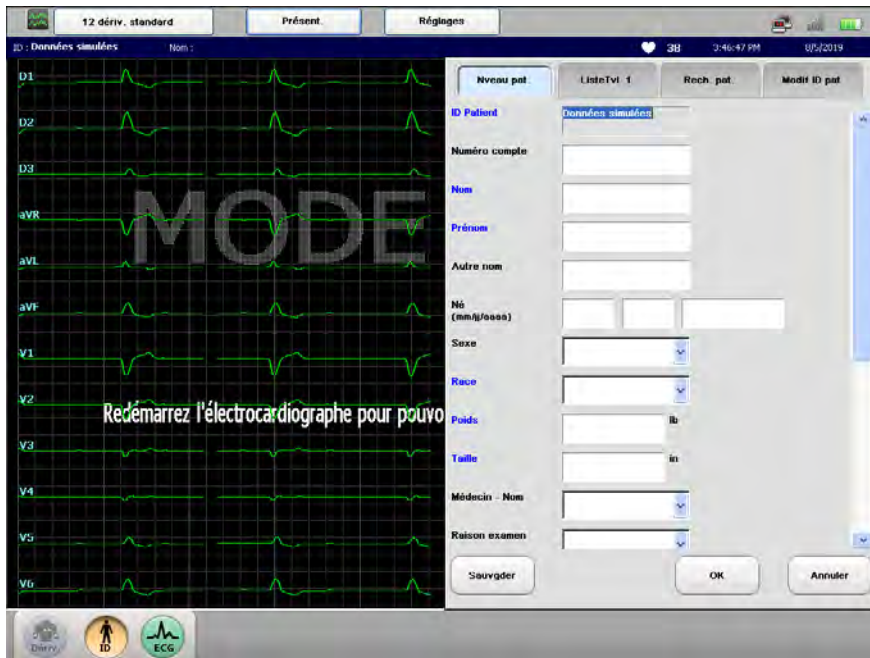 12 dériv. standard
Présent.
Réglages
ID : Données simulées
Nom :
38
3:46:47 PM
8/5/2019
D1
D2
D3
aVR
aVL
aVF
V1
V2
V3
V4
V5
V6
MODE
Redémarrez l'électrocardiographe pour pouvo
Nveau pat.
ListeTvl 1
Rech. pat.
Modif ID pat
ID Patient
Données simulées
Numéro compte
Nom
Prénom
Autre nom
Né
(mm/jj/aaaa)
Sexe
Race
Poids
lb
Taille
in
Médecin - Nom
Raison examen
Sauvgder
OK
Annuler
Dériv.
ID
ECG